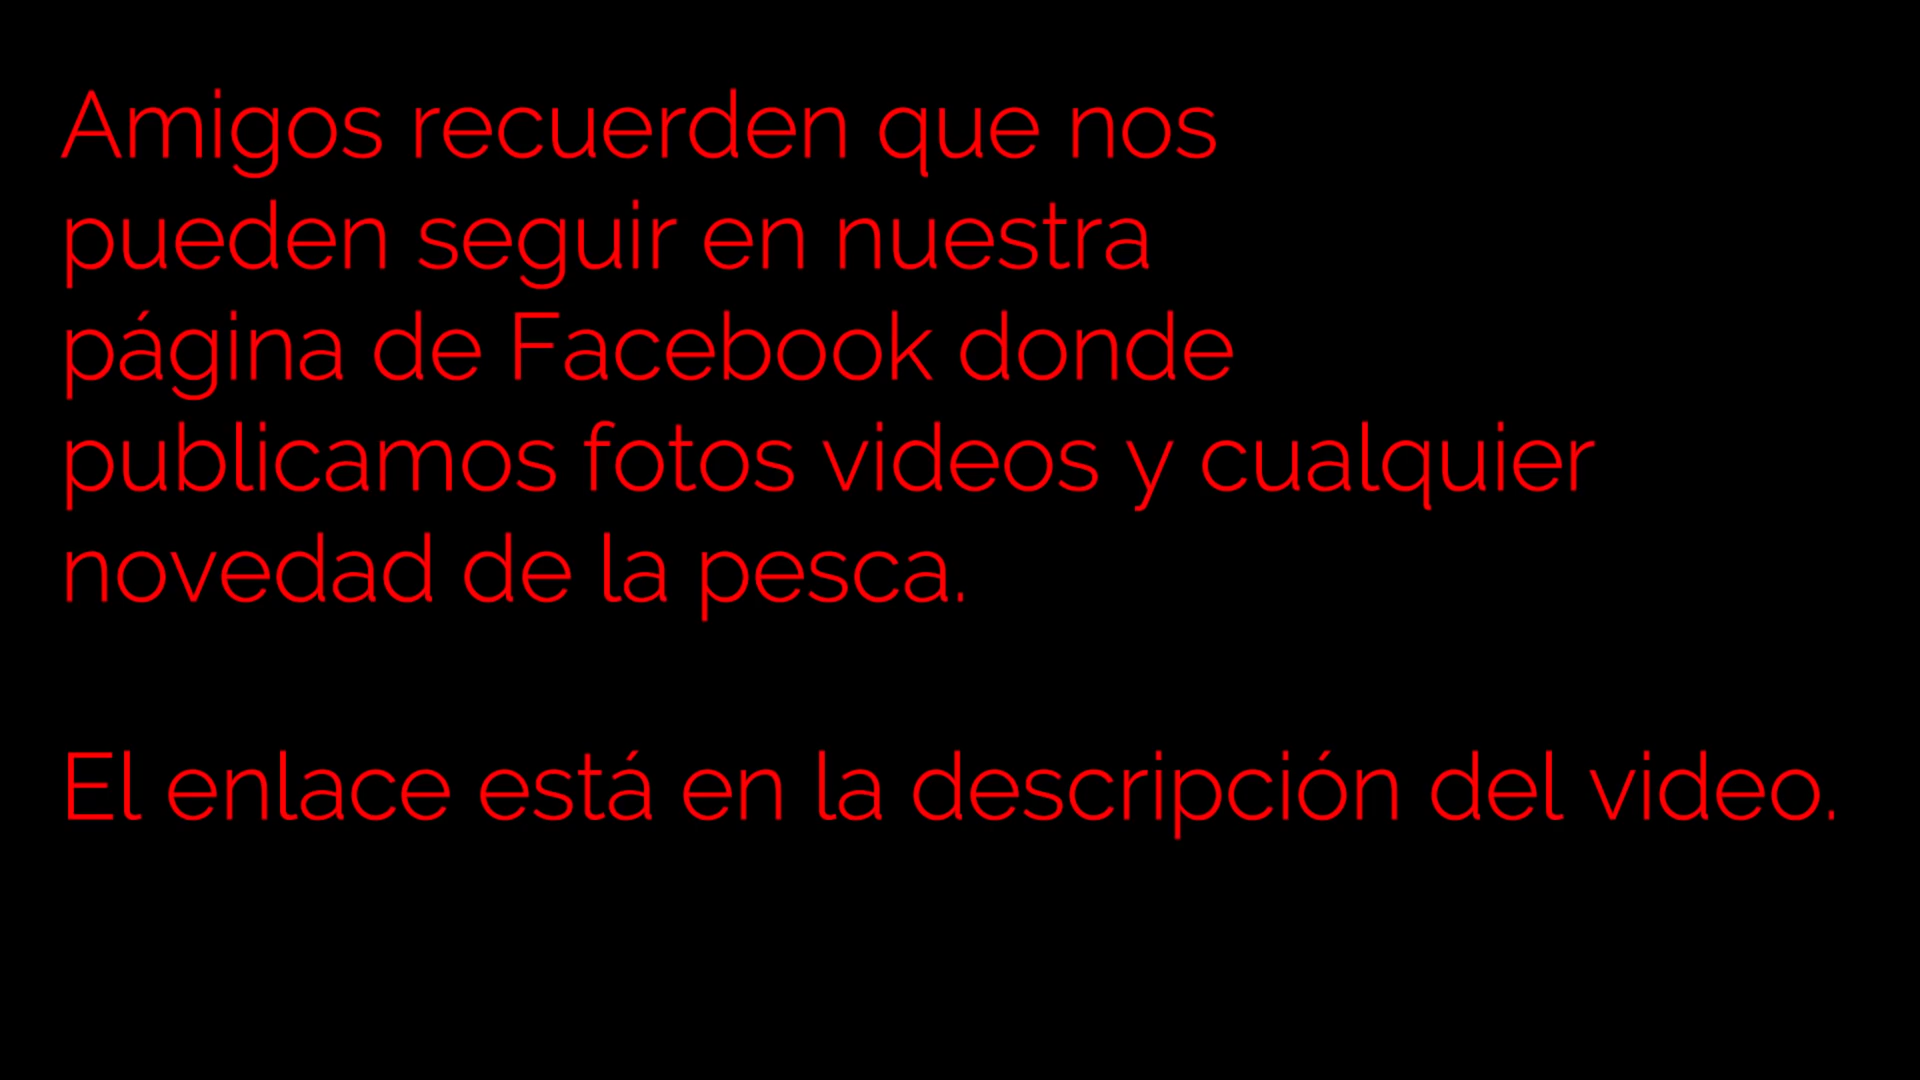 Amigos recuerden que nos
pueden seguir en nuestra
página de Facebook donde
publicamos fotos videos y cualquier
novedad de la pesca.
El enlace está en la descripción del video.